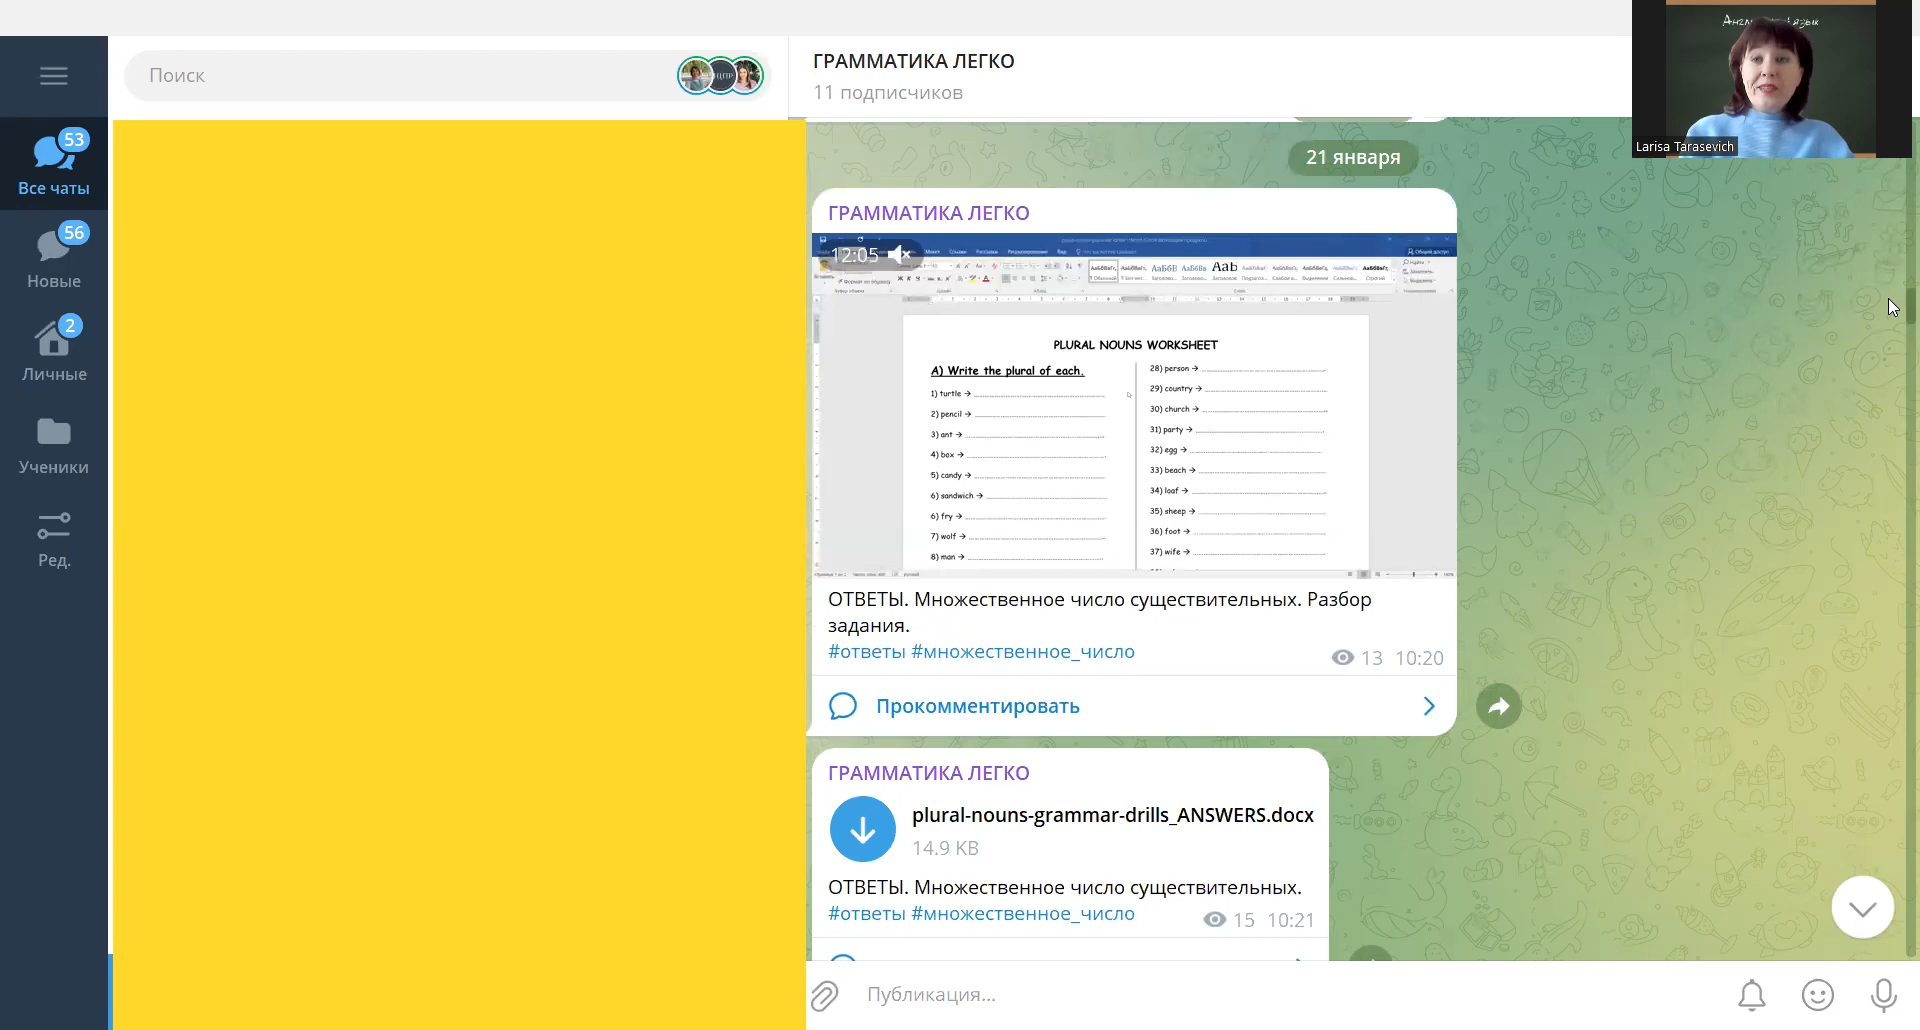 Поиск
ЦПР
ГРАММАТИКА ЛЕГКО
11 подписчиков
Larisa Tarasevich
53
Все чаты
56
Новые
2
Личные
Ученики
Ред.
21 января
ГРАММАТИКА ЛЕГКО
12:05
PLURAL NOUNS WORKSHEET
A) Write the plural of each.
1) turtle →
2) pencil →
3) ant →
4) box →
5) candy →
6) sandwich →
6) fry →
7) wolf →
8) man →
28) person →
29) country →
30) church →
31) party →
32) egg →
33) beach →
34) loaf →
35) sheep →
36) foot →
37) wife →
ОТВЕТЫ. Множественное число существительных. Разбор
задания.
#ответы #множественное_число
13 10:20
Прокомментировать
ГРАММАТИКА ЛЕГКО
plural-nouns-grammar-drills_ANSWERS.docx
14.9 KB
ОТВЕТЫ. Множественное число существительных.
#ответы #множественное_число
15 10:21
Публикация...